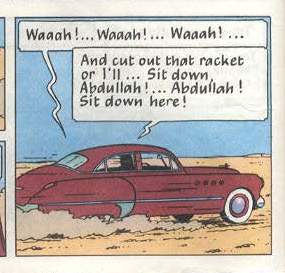 Waaah!... Waaah!... Waaah! ...
And cut out that racket
or I'll ... Sit down,
Abdullah!... Abdullah!
Sit down here!